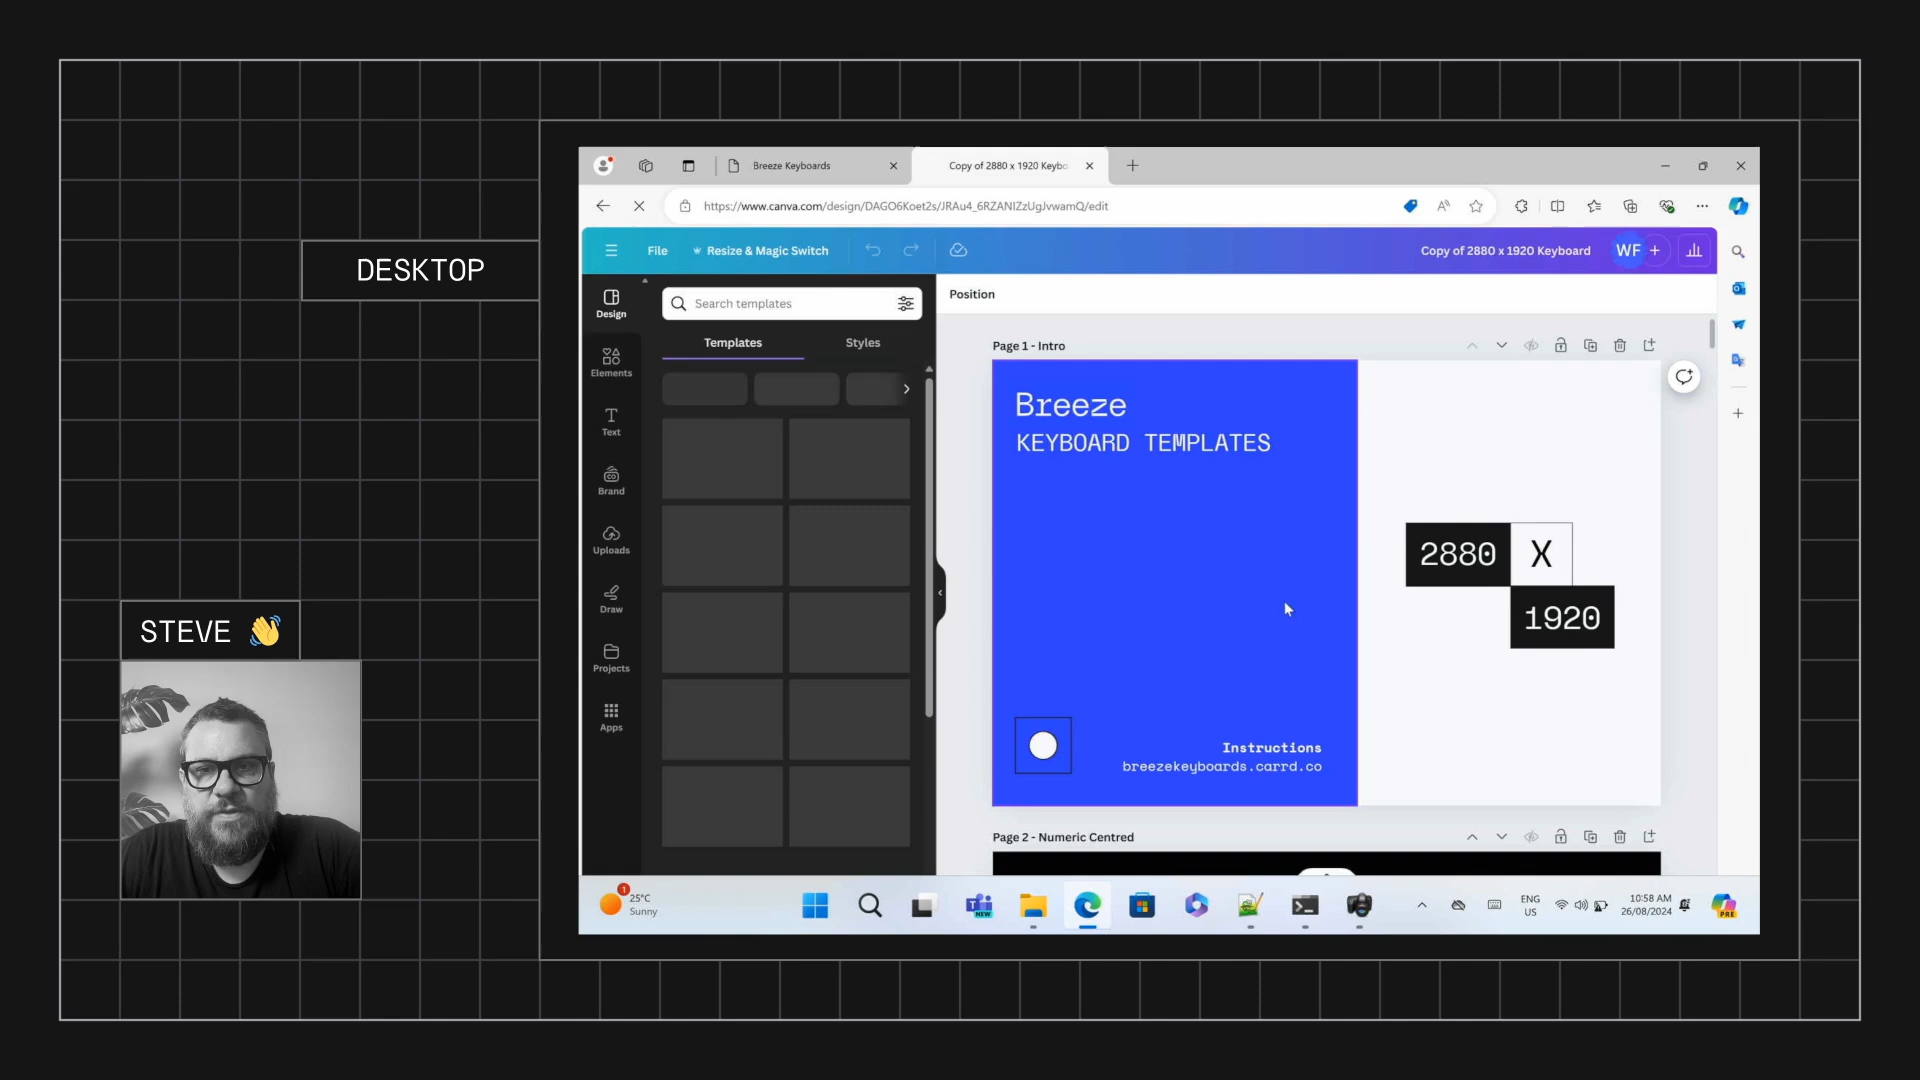 DESKTOP
STEVE 👋
Breeze Keyboards
Copy of 2880 x 1920 Keybo
https://www.canva.com/design/DAGO6Koet2s/JRAu4_6RZANIZzUgJvwamQ/edit
File
Resize & Magic Switch
Copy of 2880 x 1920 Keyboard
WF
Design
Elements
Text
Brand
Uploads
Draw
Projects
Apps
Search templates
Templates
Styles
Position
Page 1 - Intro
Breeze
KEYBOARD TEMPLATES
2880 X
1920
Instructions
breezekeyboards.carrd.co
Page 2 - Numeric Centred
1
25°C
Sunny
NEW
ENG
US
10:58 AM
26/08/2024
PRE